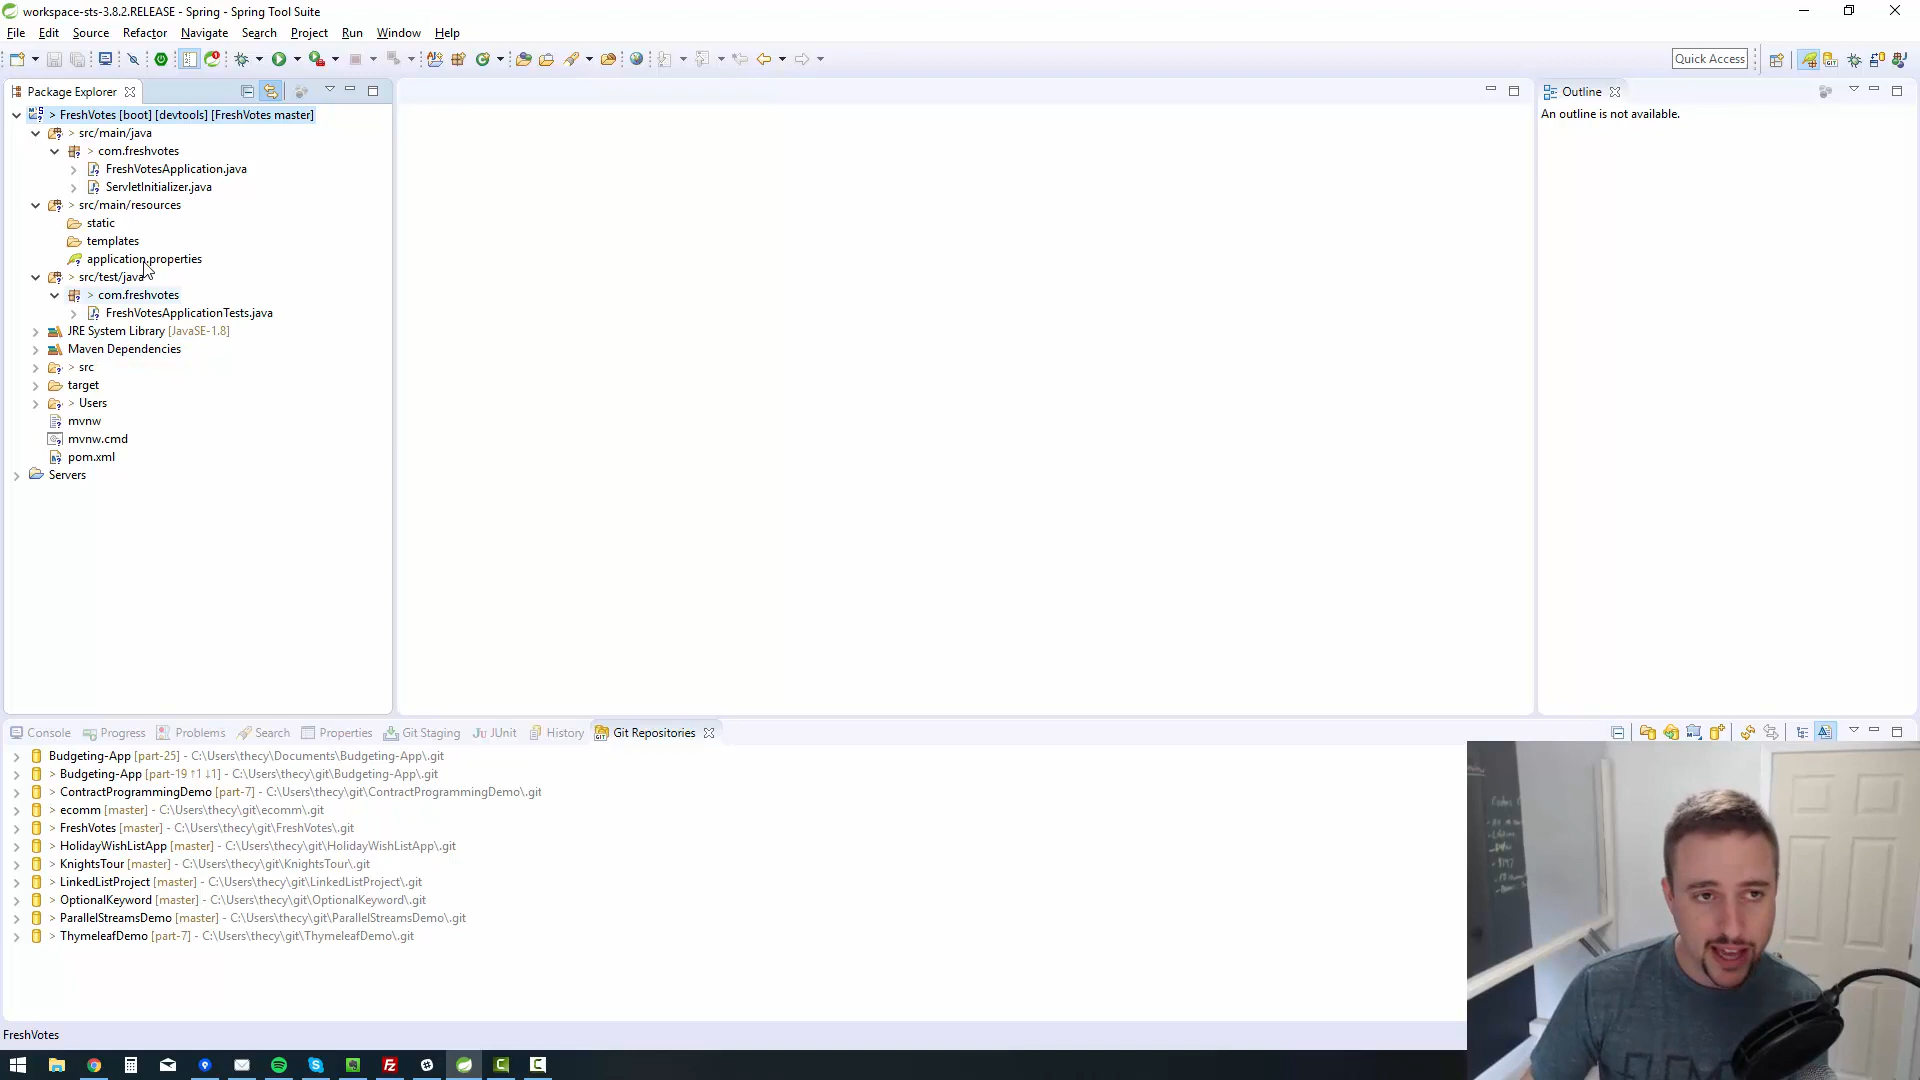 workspace-sts-3.8.2.RELEASE - Spring - Spring Tool Suite
File Edit Source Refactor Navigate Search Project Run Window Help
Quick Access
Package Explorer
> FreshVotes [boot] [devtools] [FreshVotes master]
> src/main/java
> com.freshvotes
FreshVotesApplication.java
ServletInitializer.java
> src/main/resources
static
templates
application.properties
> src/test/java
> com.freshvotes
FreshVotesApplicationTests.java
JRE System Library [JavaSE-1.8]
Maven Dependencies
> src
target
> Users
mvnw
mvnw.cmd
pom.xml
Servers
Outline
An outline is not available.
Console Progress Problems Search Properties Git Staging JUnit History Git Repositories
Budgeting-App [part-25] - C:\Users\thecy\Documents\Budgeting-App\.git
> Budgeting-App [part-19 ↑1 ↓1] - C:\Users\thecy\git\Budgeting-App\.git
> ContractProgrammingDemo [part-7] - C:\Users\thecy\git\ContractProgrammingDemo\.git
> ecomm [master] - C:\Users\thecy\git\ecomm\.git
> FreshVotes [master] - C:\Users\thecy\git\FreshVotes\.git
> HolidayWishListApp [master] - C:\Users\thecy\git\HolidayWishListApp\.git
> KnightsTour [master] - C:\Users\thecy\git\KnightsTour\.git
> LinkedListProject [master] - C:\Users\thecy\git\LinkedListProject\.git
> OptionalKeyword [master] - C:\Users\thecy\git\OptionalKeyword\.git
> ParallelStreamsDemo [master] - C:\Users\thecy\git\ParallelStreamsDemo\.git
> ThymeleafDemo [part-7] - C:\Users\thecy\git\ThymeleafDemo\.git
FreshVotes